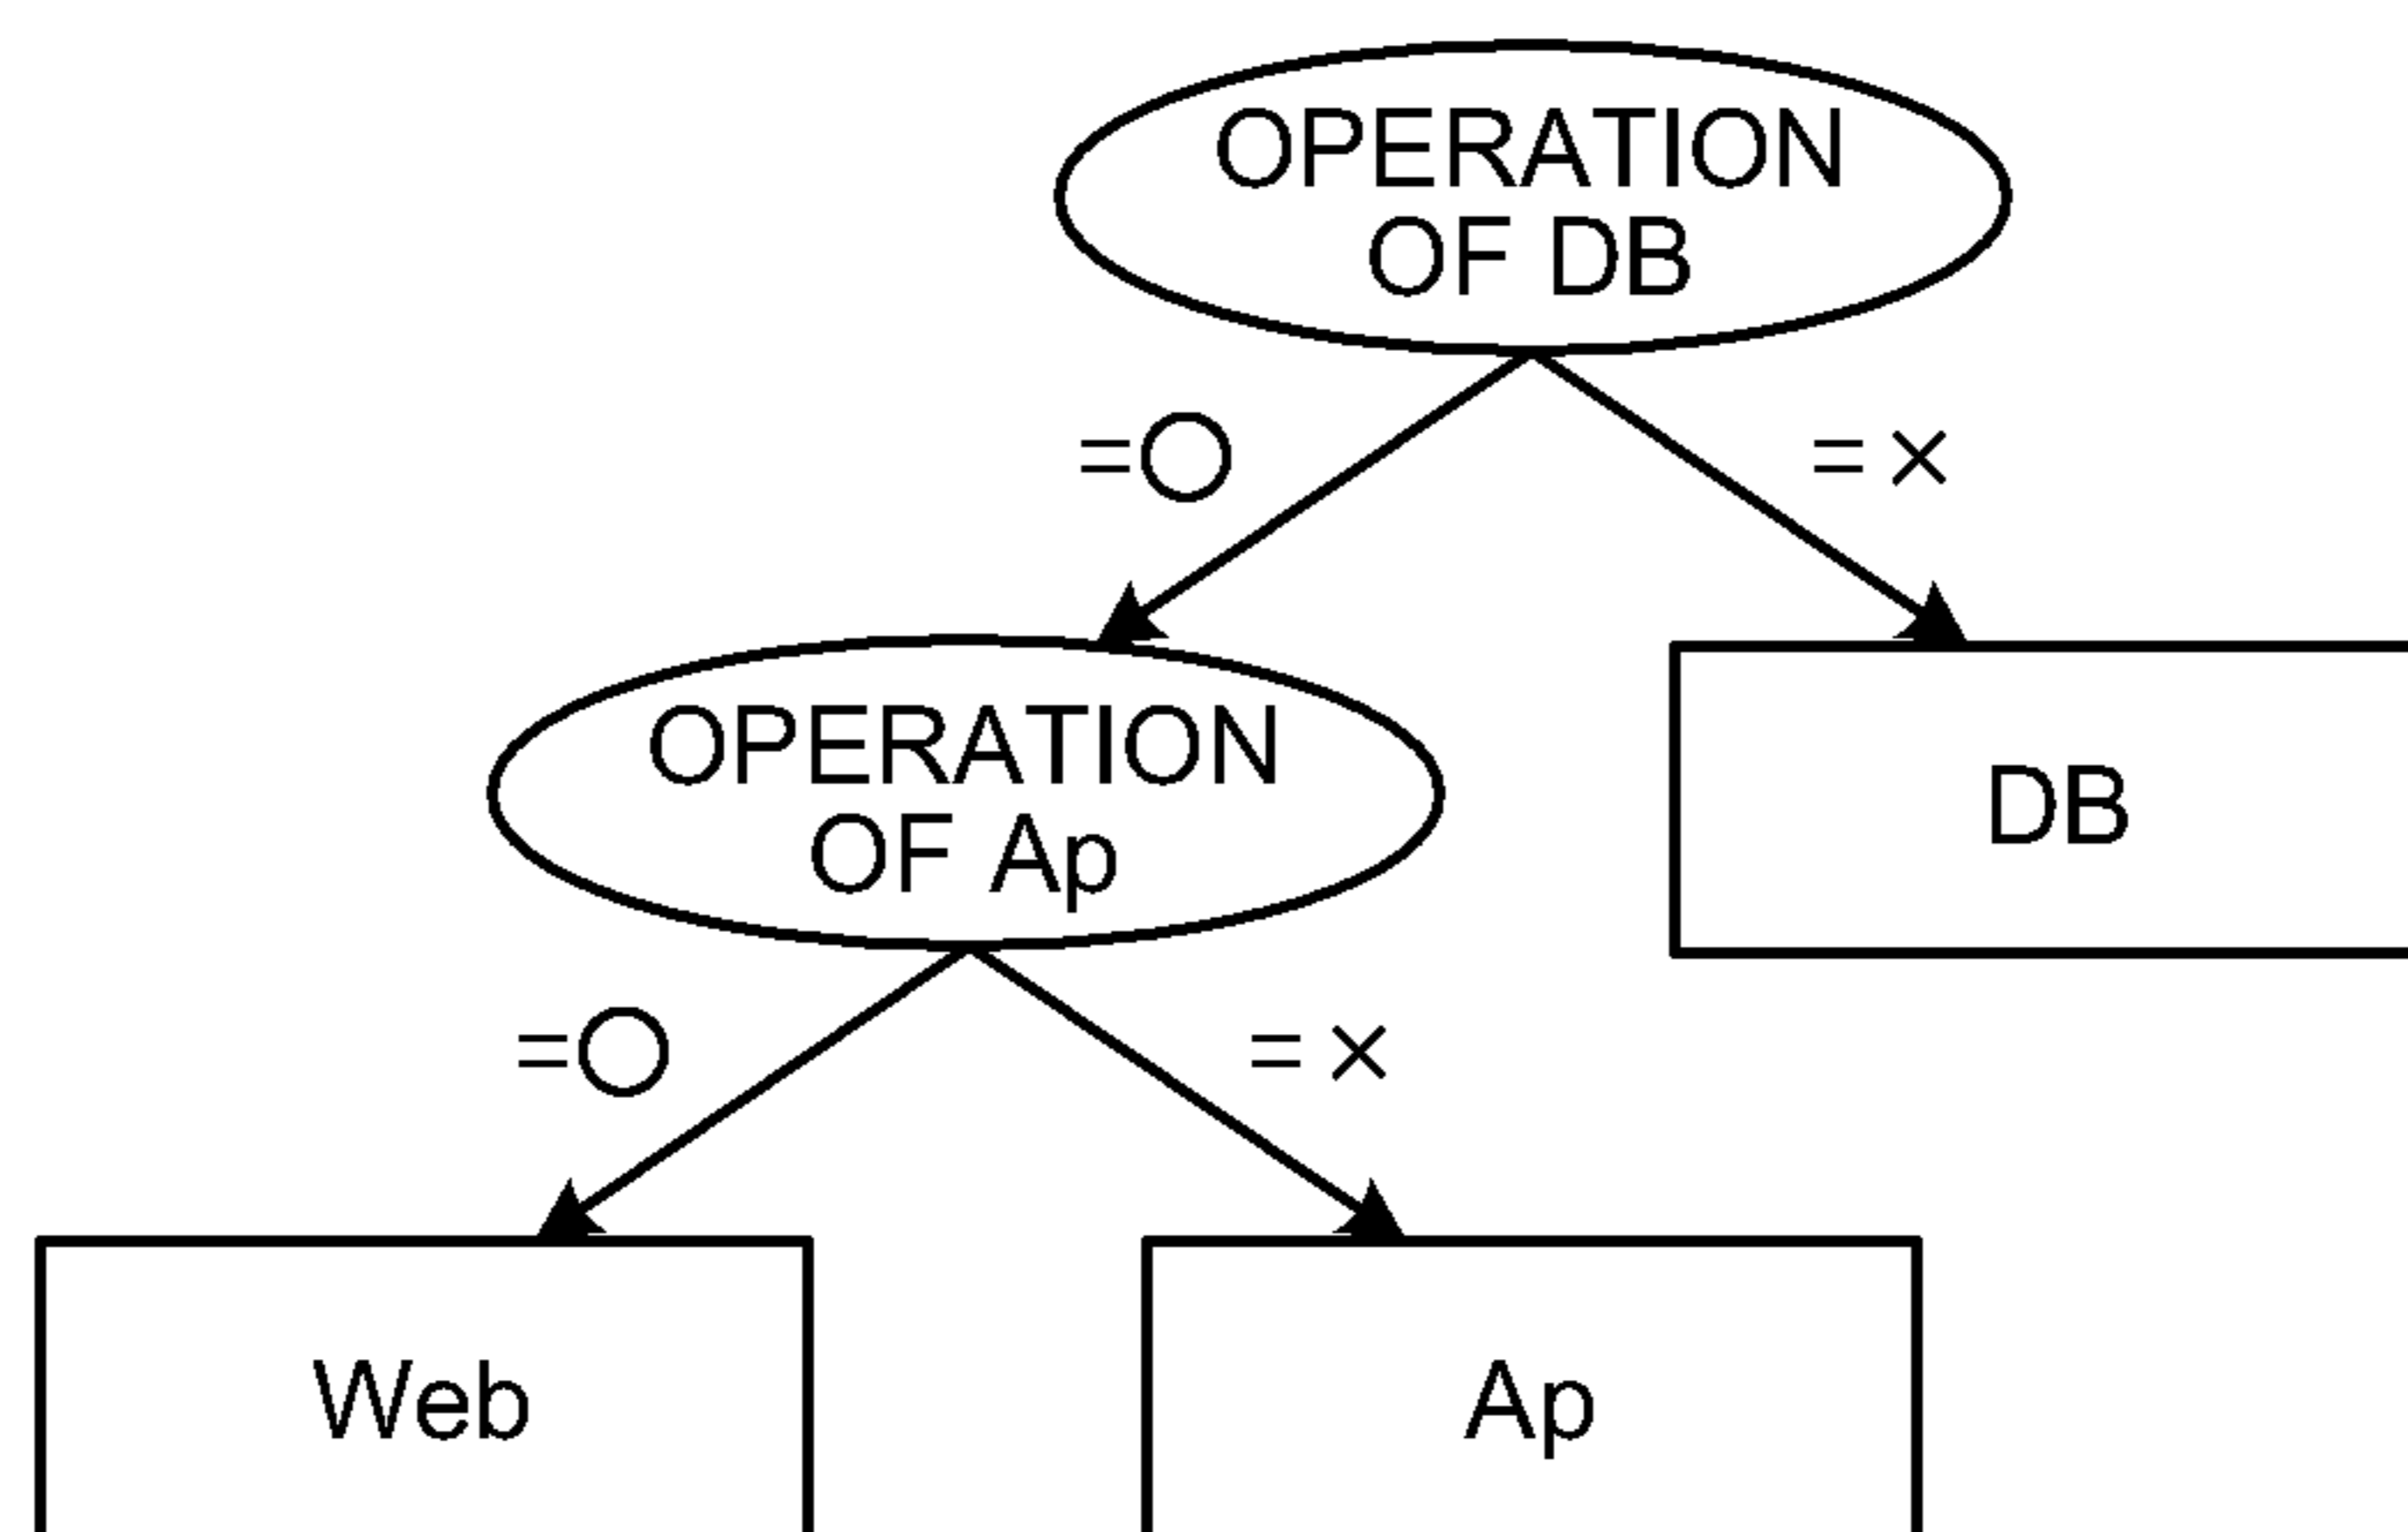 OPERATION
OF DB
=○
= ×
OPERATION
OF Ap
DB
=○
= ×
Web
Ap